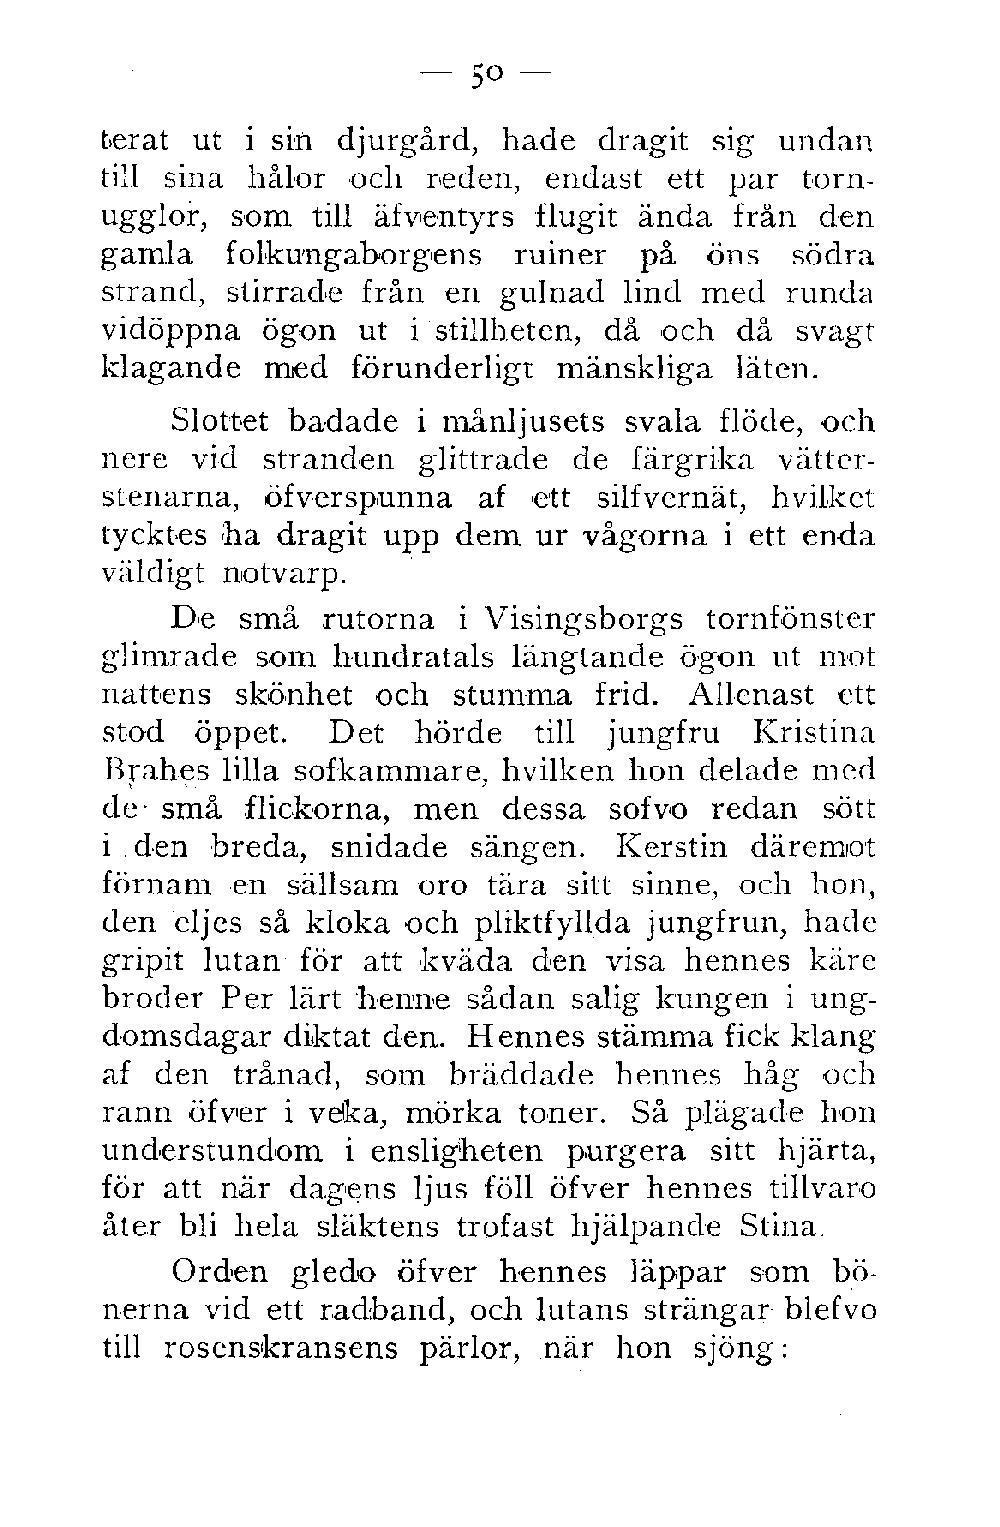 — 50 —
terat ut i sin djurgård, hade dragit sig undan
till sina hålor och reden, endast ett par torn-
ugglor, som till äfventyrs flugit ända från den
gamla folkungaborgens ruiner på öns södra
strand, stirrade från en gulnad lind med runda
vidöppna ögon ut i stillheten, då och då svagt
klagande med förunderligt mänskliga läten.
Slottet badade i månljusets svala flöde, och
nere vid stranden glittrade de färgrika vätter-
stenarna, öfverspunna af ett silfvernät, hvilket
tycktes ha dragit upp dem ur vågorna i ett enda
väldigt notvarp.
De små rutorna i Visingsborgs tornfönster
glimrade som hundratals längtande ögon ut mot
nattens skönhet och stumma frid. Allenast ett
stod öppet. Det hörde till jungfru Kristina
Brahes lilla sofkammare, hvilken hon delade med
de små flickorna, men dessa sofvo redan sött
i den breda, snidade sängen. Kerstin däremot
förnam en sällsam oro tära sitt sinne, och hon,
den eljes så kloka och pliktfyllda jungfrun, hade
gripit lutan för att kväda den visa hennes käre
broder Per lärt henne sådan salig kungen i ung-
domsdagar diktat den. Hennes stämma fick klang
af den trånad, som bräddade hennes håg och
rann öfver i veka, mörka toner. Så plägade hon
understundom i ensligheten purgera sitt hjärta,
för att när dagens ljus föll öfver hennes tillvaro
åter bli hela släktens trofast hjälpande Stina.
Orden gledo öfver hennes läppar som bö-
nerna vid ett radband, och lutans strängar blefvo
till rosenskransens pärlor, när hon sjöng: